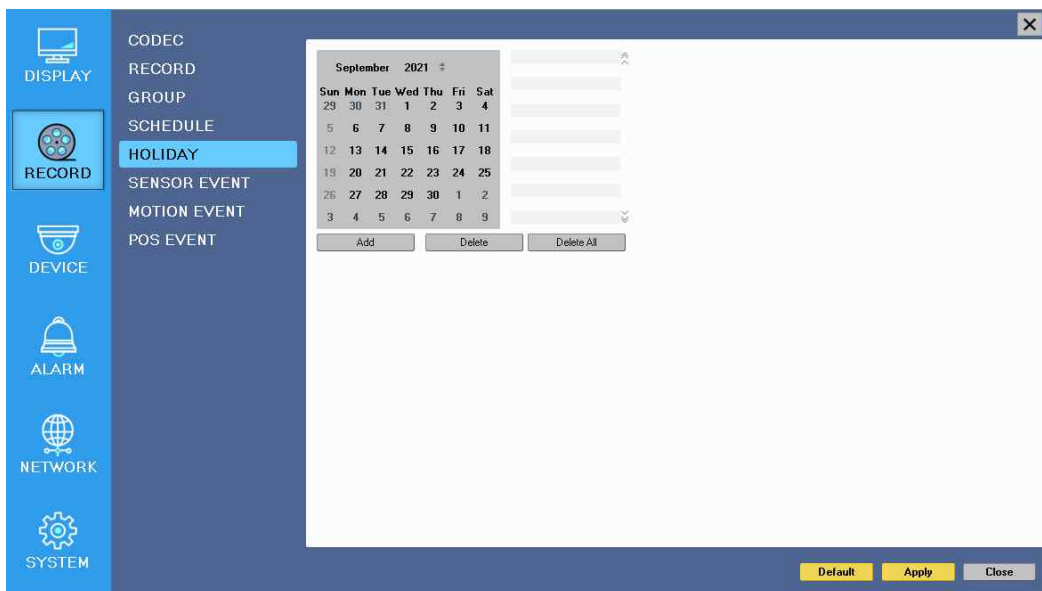 DISPLAY
RECORD
DEVICE
ALARM
NETWORK
SYSTEM
CODEC
RECORD
GROUP
SCHEDULE
HOLIDAY
SENSOR EVENT
MOTION EVENT
POS EVENT
September 2021
Sun Mon Tue Wed Thu Fri Sat
29 30 31 1 2 3 4
5 6 7 8 9 10 11
12 13 14 15 16 17 18
19 20 21 22 23 24 25
26 27 28 29 30 1 2
3 4 5 6 7 8 9
Add Delete Delete All
Default Apply Close